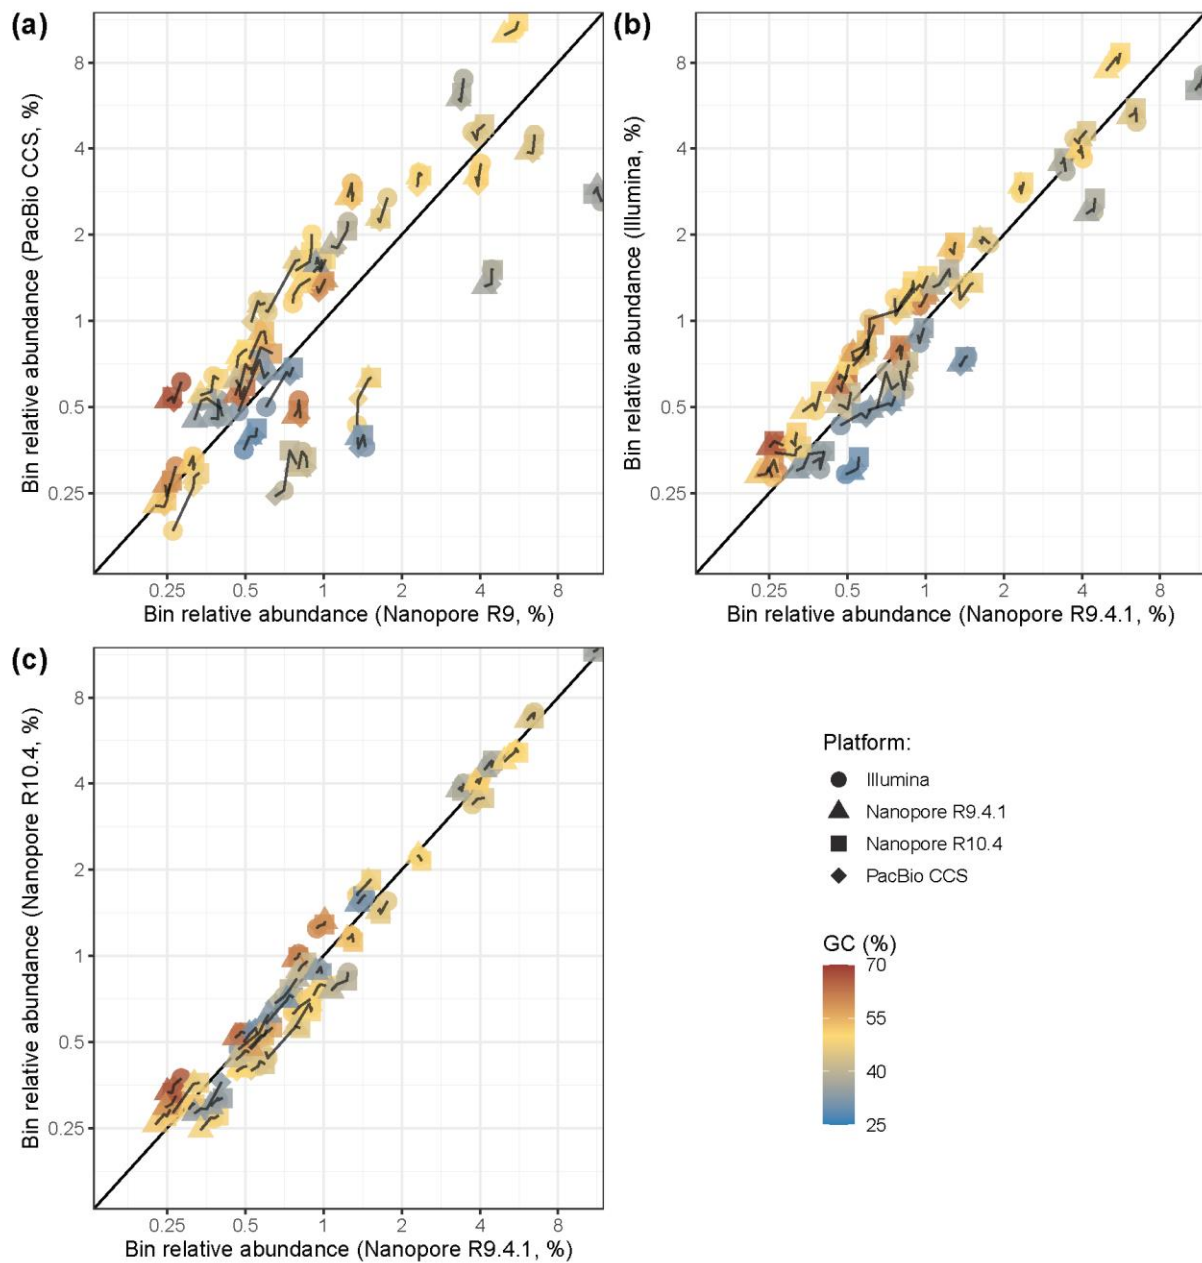 (a)
Bin relative abundance (PacBio CCS, %)
8
4
2
1
0.5
0.25
0.25 0.5 1 2 4 8
Bin relative abundance (Nanopore R9, %)
(b)
Bin relative abundance (Illumina, %)
8
4
2
1
0.5
0.25
0.25 0.5 1 2 4 8
Bin relative abundance (Nanopore R9.4.1, %)
(c)
Bin relative abundance (Nanopore R10.4, %)
8
4
2
1
0.5
0.25
0.25 0.5 1 2 4 8
Bin relative abundance (Nanopore R9.4.1, %)
Platform:
Illumina
Nanopore R9.4.1
Nanopore R10.4
PacBio CCS
GC (%)
70
55
40
25